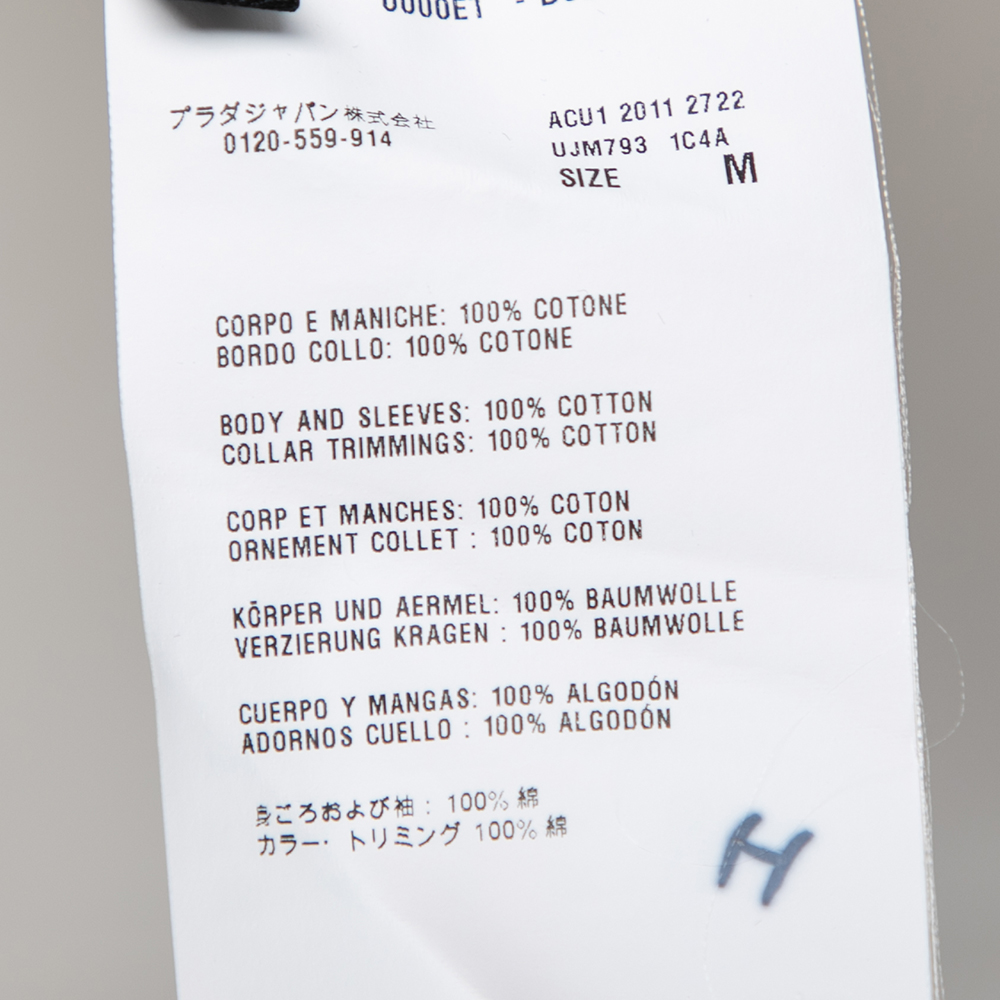 プラダジャパン株式会社
0120-559-914
ACU1 2011 2722
UJM793 1C4A
SIZE M
CORPO E MANICHE: 100% COTONE
BORDO COLLO: 100% COTONE
BODY AND SLEEVES: 100% COTTON
COLLAR TRIMMINGS: 100% COTTON
CORP ET MANCHES: 100% COTON
ORNEMENT COLLET : 100% COTON
KÖRPER UND AERMEL: 100% BAUMWOLLE
VERZIERUNG KRAGEN : 100% BAUMWOLLE
CUERPO Y MANGAS: 100% ALGODÓN
ADORNOS CUELLO : 100% ALGODÓN
身ごろおよび袖 : 100% 綿
カラー・トリミング 100% 綿
H